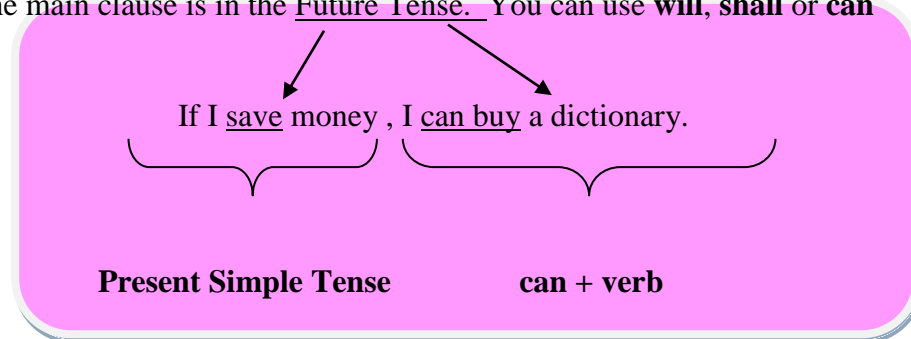 ne main clause is in the Future Tense. You can use will, shall or can
If I save money , I can buy a dictionary.
Present Simple Tense can + verb